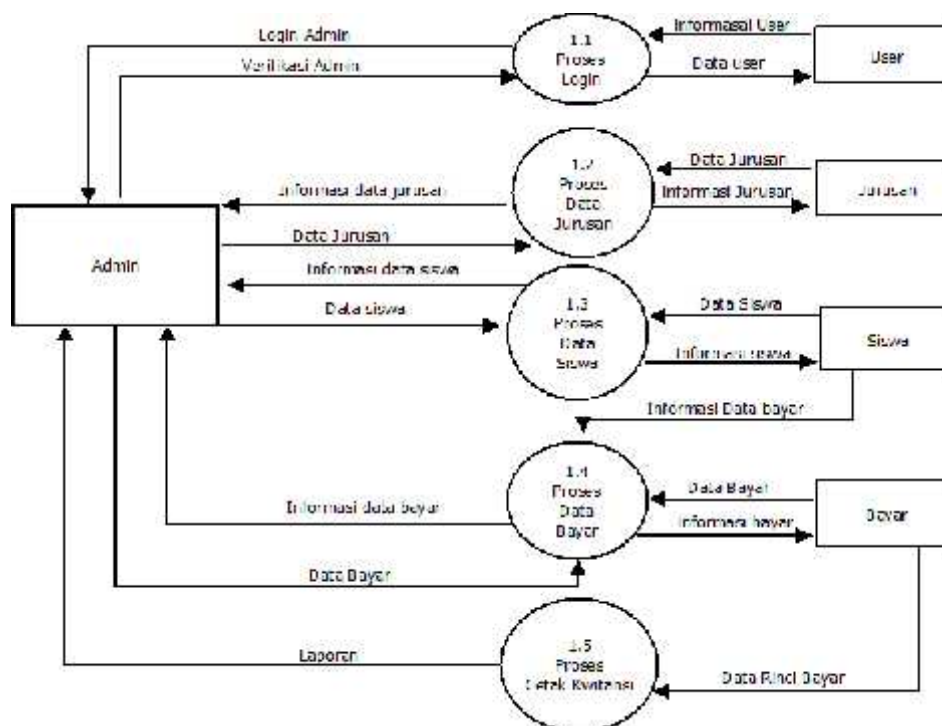 Login Admin
Verifikasi Admin
1.1
Proses
Login
Informasai User
Data user
User
Informasi data jurusan
Data Jurusan
1.2
Proses
Data
Jurusan
Data Jurusan
Informasi Jurusan
Jurusan
Admin
Informasi data siswa
Data siswa
1.3
Proses
Data
Siswa
Data Siswa
Informasi siswa
Siswa
Informasi Data bayar
Informasi data bayar
Data Bayar
1.4
Proses
Data
Bayar
Data Bayar
Informasi bayar
Bayar
Laporan
1.5
Proses
Cetak Kwitansi
Data Rinci Bayar